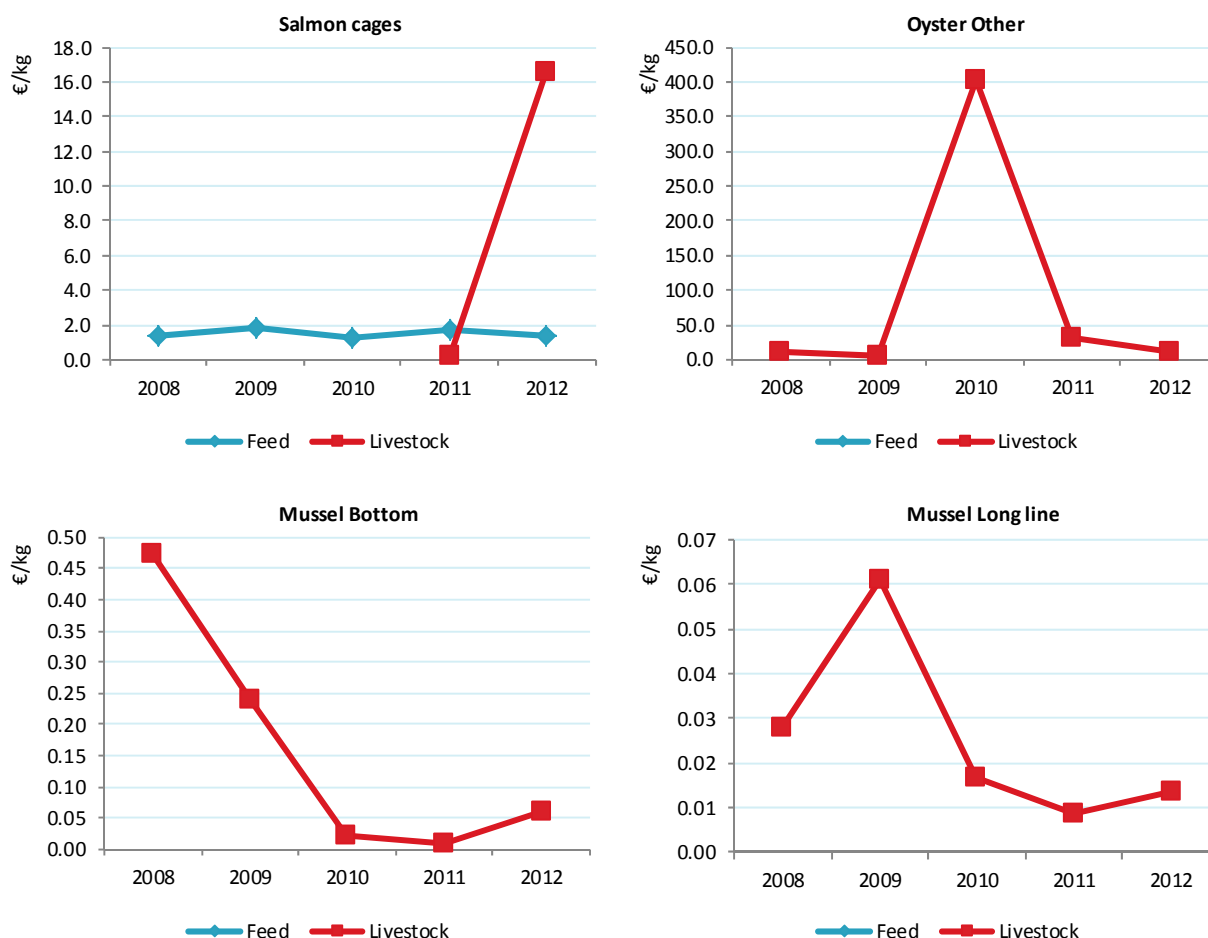 Salmon cages
€/kg
18.0
16.0
14.0
12.0
10.0
8.0
6.0
4.0
2.0
0.0
2008 2009 2010 2011 2012
Feed Livestock
Oyster Other
€/kg
450.0
400.0
350.0
300.0
250.0
200.0
150.0
100.0
50.0
0.0
2008 2009 2010 2011 2012
Feed Livestock
Mussel Bottom
€/kg
0.50
0.45
0.40
0.35
0.30
0.25
0.20
0.15
0.10
0.05
0.00
2008 2009 2010 2011 2012
Feed Livestock
Mussel Long line
€/kg
0.07
0.06
0.05
0.04
0.03
0.02
0.01
0.00
2008 2009 2010 2011 2012
Feed Livestock